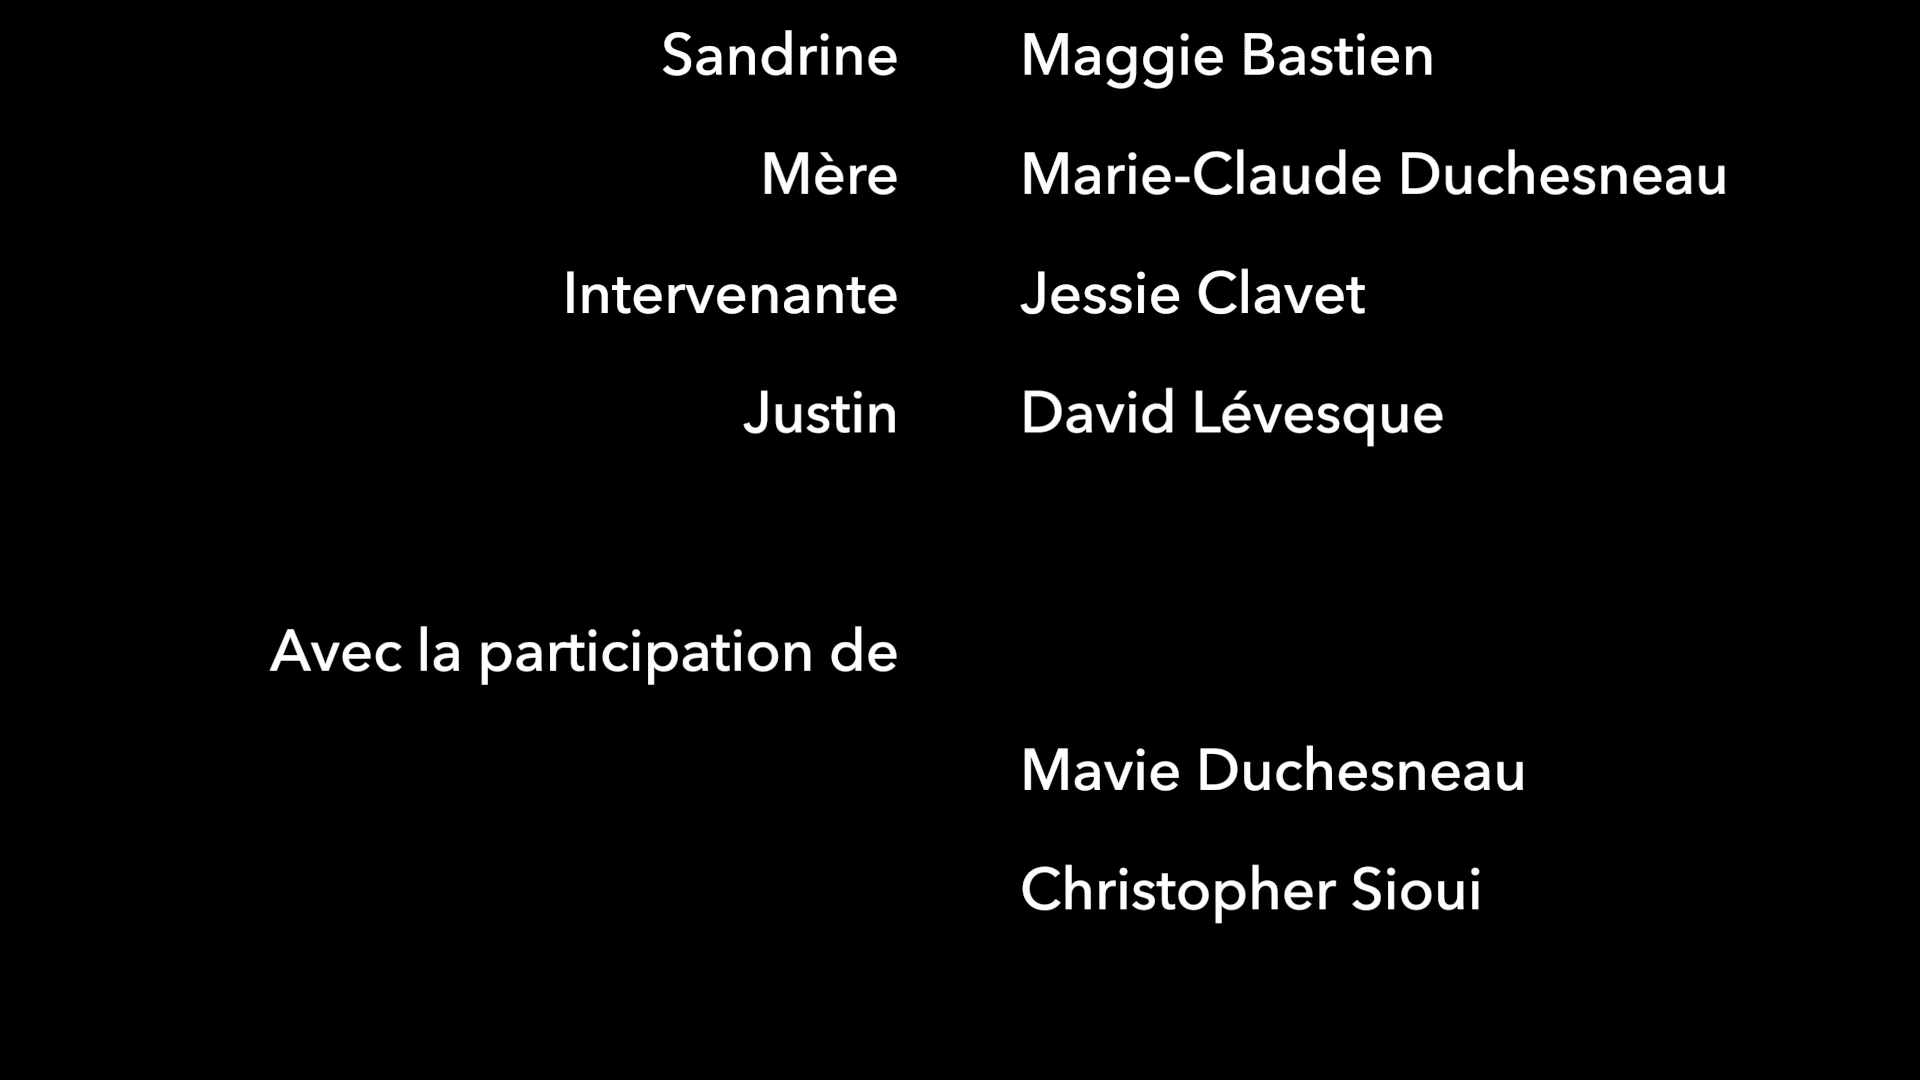 Sandrine Maggie Bastien
Mère Marie-Claude Duchesneau
Intervenante Jessie Clavet
Justin David Lévesque
Avec la participation de
Mavie Duchesneau
Christopher Sioui